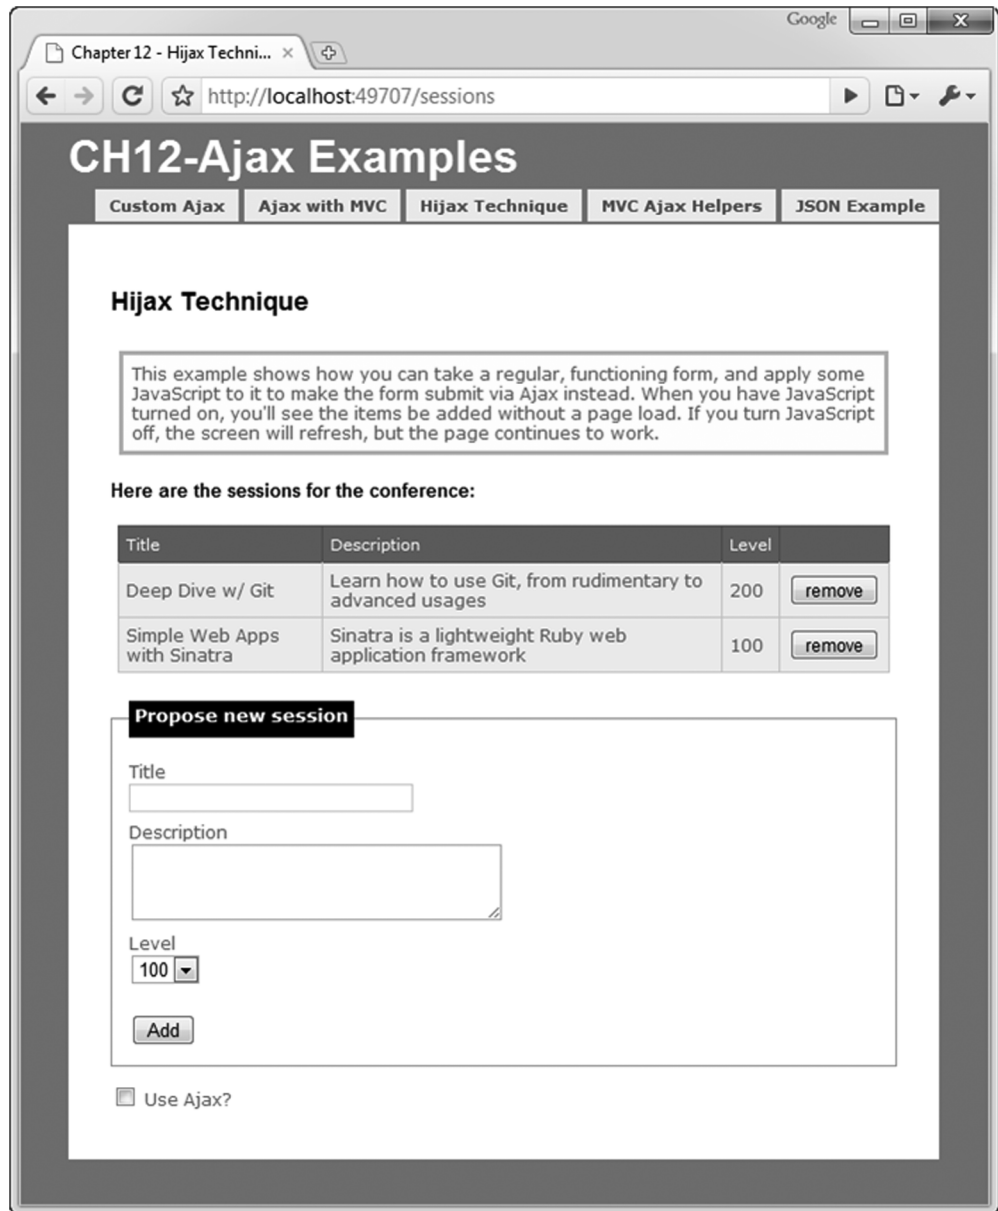 Google
Chapter 12 - Hijax Techni...
http://localhost:49707/sessions
CH12-Ajax Examples
Custom Ajax
Ajax with MVC
Hijax Technique
MVC Ajax Helpers
JSON Example
Hijax Technique
This example shows how you can take a regular, functioning form, and apply some
JavaScript to it to make the form submit via Ajax instead. When you have JavaScript
turned on, you'll see the items be added without a page load. If you turn JavaScript
off, the screen will refresh, but the page continues to work.
Here are the sessions for the conference:
Title Description Level
Deep Dive w/ Git Learn how to use Git, from rudimentary to advanced usages 200 remove
Simple Web Apps with Sinatra Sinatra is a lightweight Ruby web application framework 100 remove
Propose new session
Title
Description
Level
100
Add
Use Ajax?